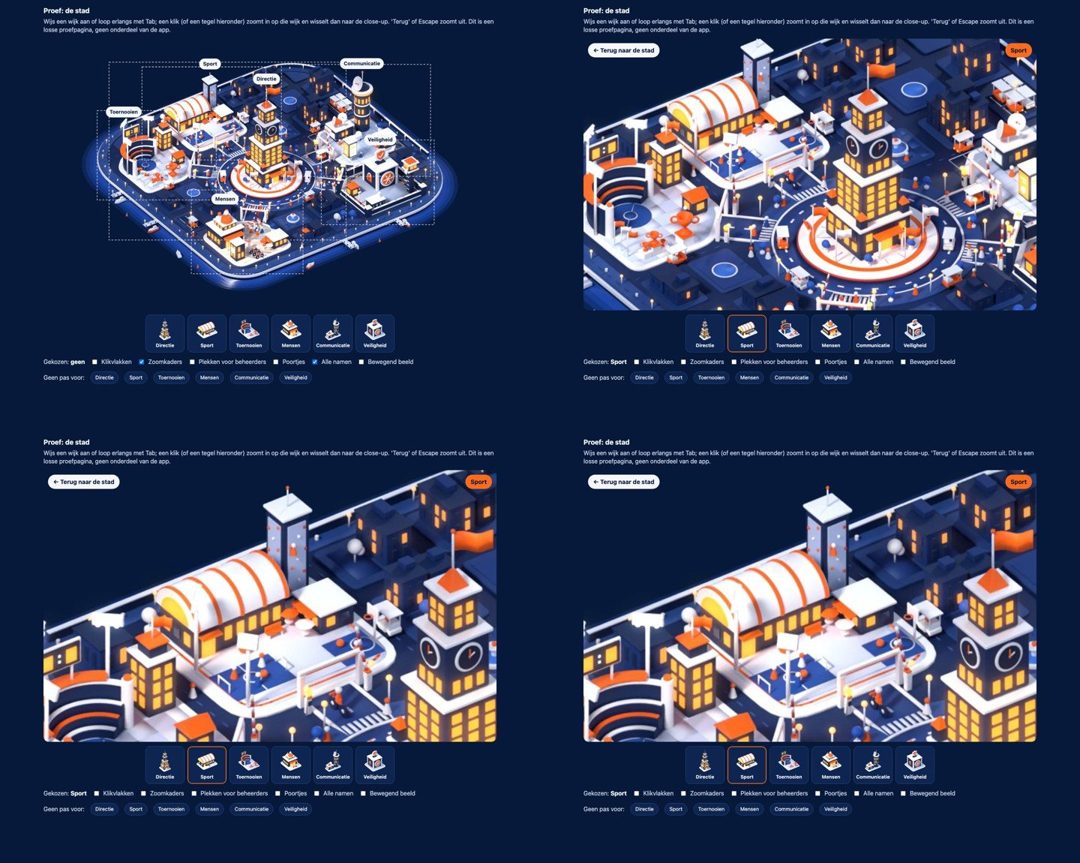 Proef: de stad
Wijs een wijk aan of loop erlangs met Tab; een klik (of een tegel hieronder) zoomt in op die wijk en wisselt dan naar de close-up. 'Terug' of Escape zoomt uit. Dit is een
losse proefpagina, geen onderdeel van de app.
Sport
Communicatie
Directie
Toernooien
Veiligheid
Mensen
Directie Sport Toernooien Mensen Communicatie Veiligheid
Gekozen: geen Klikvlakken Zoomkaders Plekken voor beheerders Poortjes Alle namen Bewegend beeld
Geen pas voor: Directie Sport Toernooien Mensen Communicatie Veiligheid
Proef: de stad
Wijs een wijk aan of loop erlangs met Tab; een klik (of een tegel hieronder) zoomt in op die wijk en wisselt dan naar de close-up. 'Terug' of Escape zoomt uit. Dit is een
losse proefpagina, geen onderdeel van de app.
← Terug naar de stad Sport
Directie Sport Toernooien Mensen Communicatie Veiligheid
Gekozen: Sport Klikvlakken Zoomkaders Plekken voor beheerders Poortjes Alle namen Bewegend beeld
Geen pas voor: Directie Sport Toernooien Mensen Communicatie Veiligheid
Proef: de stad
Wijs een wijk aan of loop erlangs met Tab; een klik (of een tegel hieronder) zoomt in op die wijk en wisselt dan naar de close-up. 'Terug' of Escape zoomt uit. Dit is een
losse proefpagina, geen onderdeel van de app.
← Terug naar de stad Sport
Directie Sport Toernooien Mensen Communicatie Veiligheid
Gekozen: Sport Klikvlakken Zoomkaders Plekken voor beheerders Poortjes Alle namen Bewegend beeld
Geen pas voor: Directie Sport Toernooien Mensen Communicatie Veiligheid
Proef: de stad
Wijs een wijk aan of loop erlangs met Tab; een klik (of een tegel hieronder) zoomt in op die wijk en wisselt dan naar de close-up. 'Terug' of Escape zoomt uit. Dit is een
losse proefpagina, geen onderdeel van de app.
← Terug naar de stad Sport
Directie Sport Toernooien Mensen Communicatie Veiligheid
Gekozen: Sport Klikvlakken Zoomkaders Plekken voor beheerders Poortjes Alle namen Bewegend beeld
Geen pas voor: Directie Sport Toernooien Mensen Communicatie Veiligheid